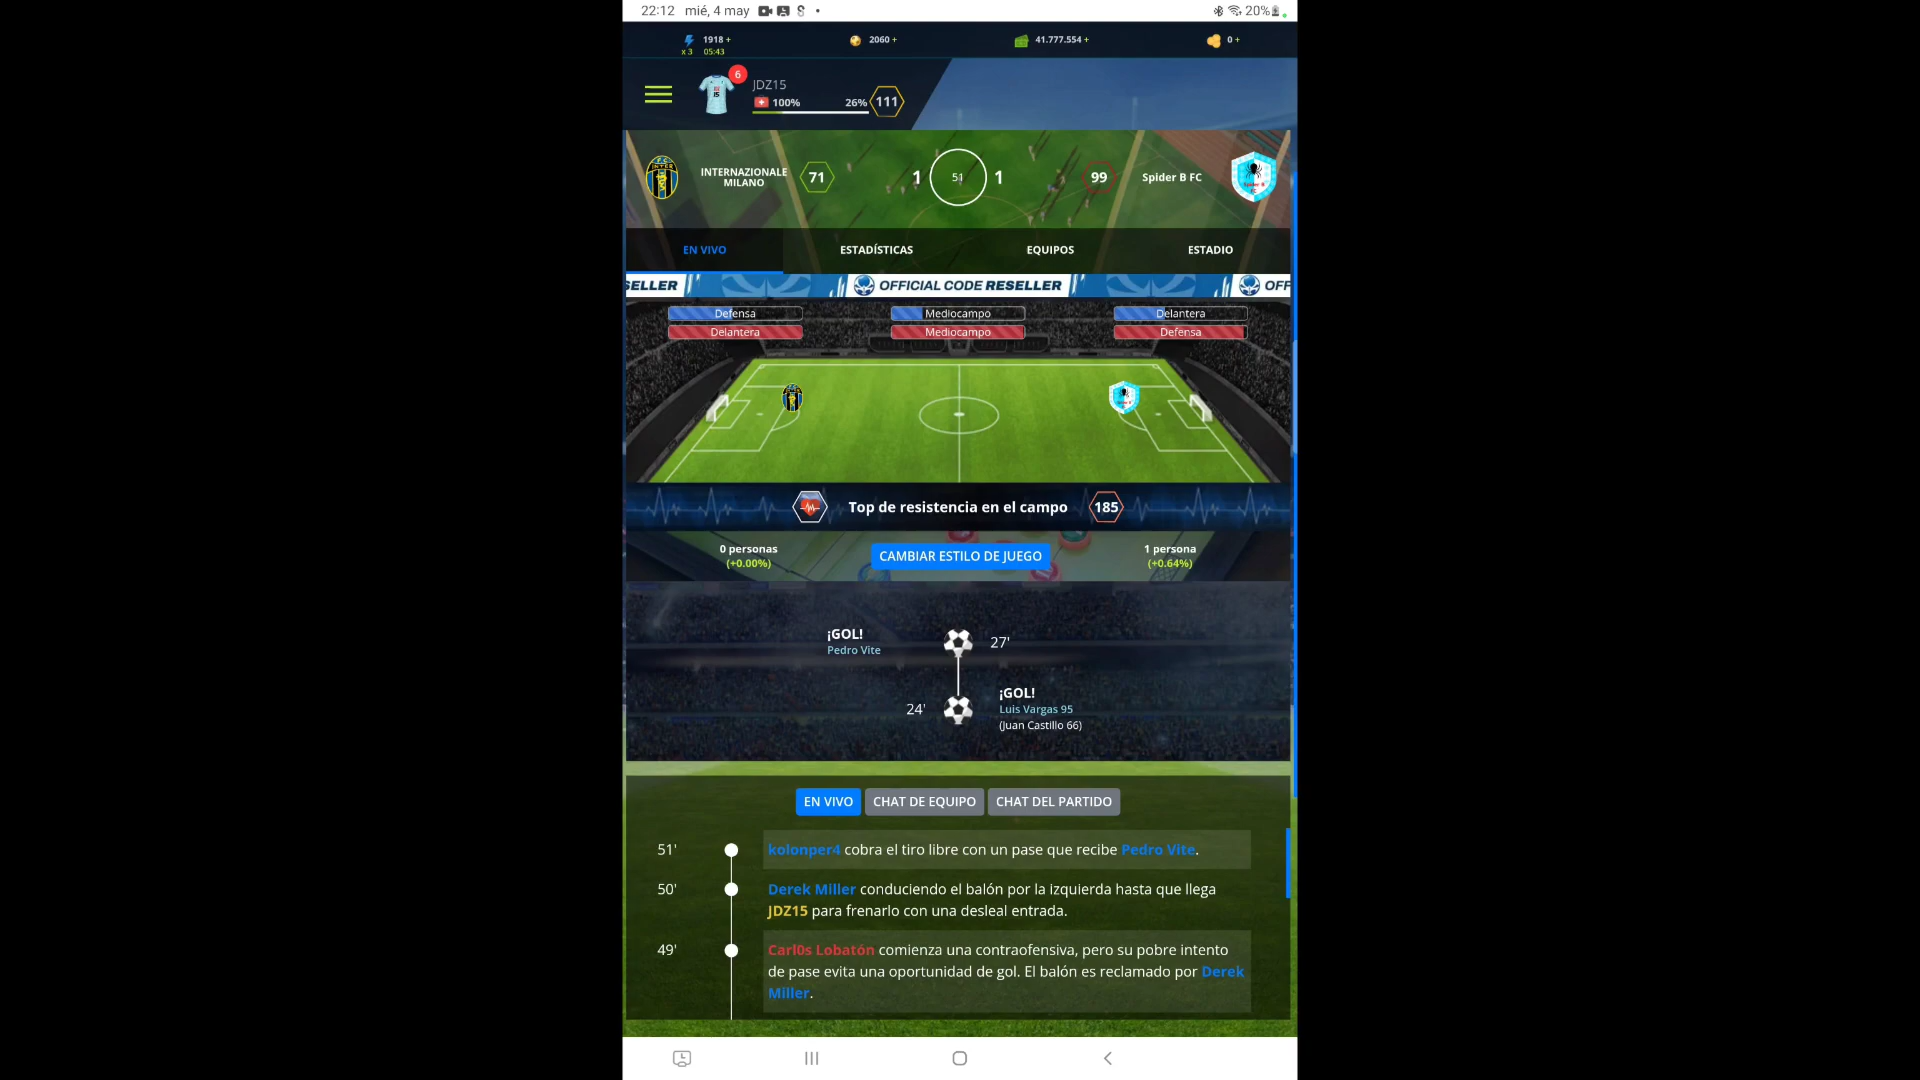 22:12 mié, 4 may
20%
1918 +
x 3 05:43
2060 +
41.777.554 +
0 +
6
JDZ15
100% 26% 111
INTERNAZIONALE
MILANO
71
1 51 1
99
Spider B FC
EN VIVO ESTADÍSTICAS EQUIPOS ESTADIO
SELLER OFFICIAL CODE RESELLER OFF
Defensa Mediocampo Delantera
Delantera Mediocampo Defensa
Top de resistencia en el campo 185
0 personas
(+0.00%)
CAMBIAR ESTILO DE JUEGO
1 persona
(+0.64%)
¡GOL!
Pedro Vite
27'
24'
¡GOL!
Luis Vargas 95
(Juan Castillo 66)
EN VIVO CHAT DE EQUIPO CHAT DEL PARTIDO
51' kolonper4 cobra el tiro libre con un pase que recibe Pedro Vite.
50' Derek Miller conduciendo el balón por la izquierda hasta que llega
JDZ15 para frenarlo con una desleal entrada.
49' Carl0s Lobatón comienza una contraofensiva, pero su pobre intento
de pase evita una oportunidad de gol. El balón es reclamado por Derek
Miller.